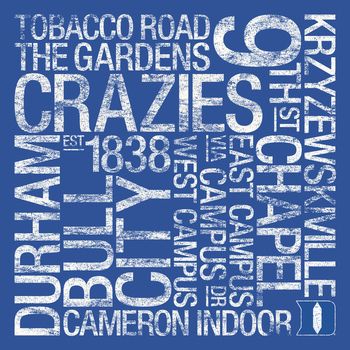 TOBACCO ROAD
THE GARDENS
CRAZIES
9TH ST
KRZYZEWSKIVILLE
EST 1838
DURHAM
BULL
CITY
WEST CAMPUS
VIA CAMPUS DR
EAST CAMPUS
CHAPEL
CAMERON INDOOR
D